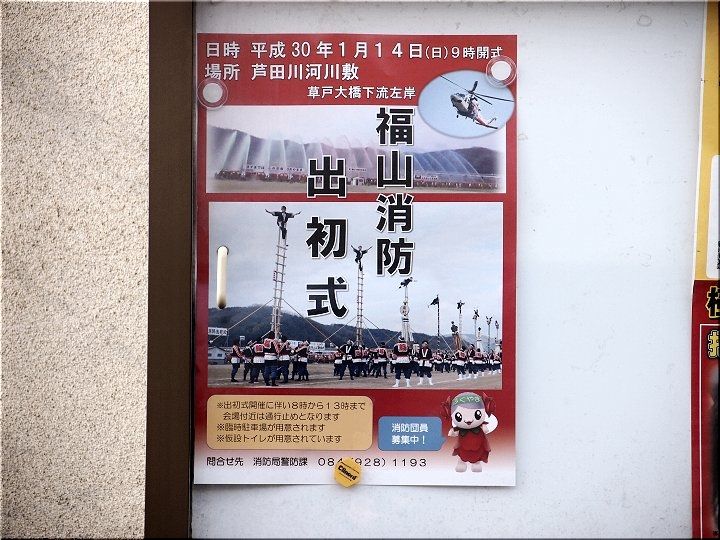 日時 平成30年1月14日(日)9時開式
場所 芦田川河川敷
草戸大橋下流左岸
福山消防
出初式
※出初式開催に伴い8時から13時まで
会場付近は通行止めとなります
※臨時駐車場が用意されます
※仮設トイレが用意されています
消防団員
募集中!
問合せ先 消防局警防課 084(928)1193